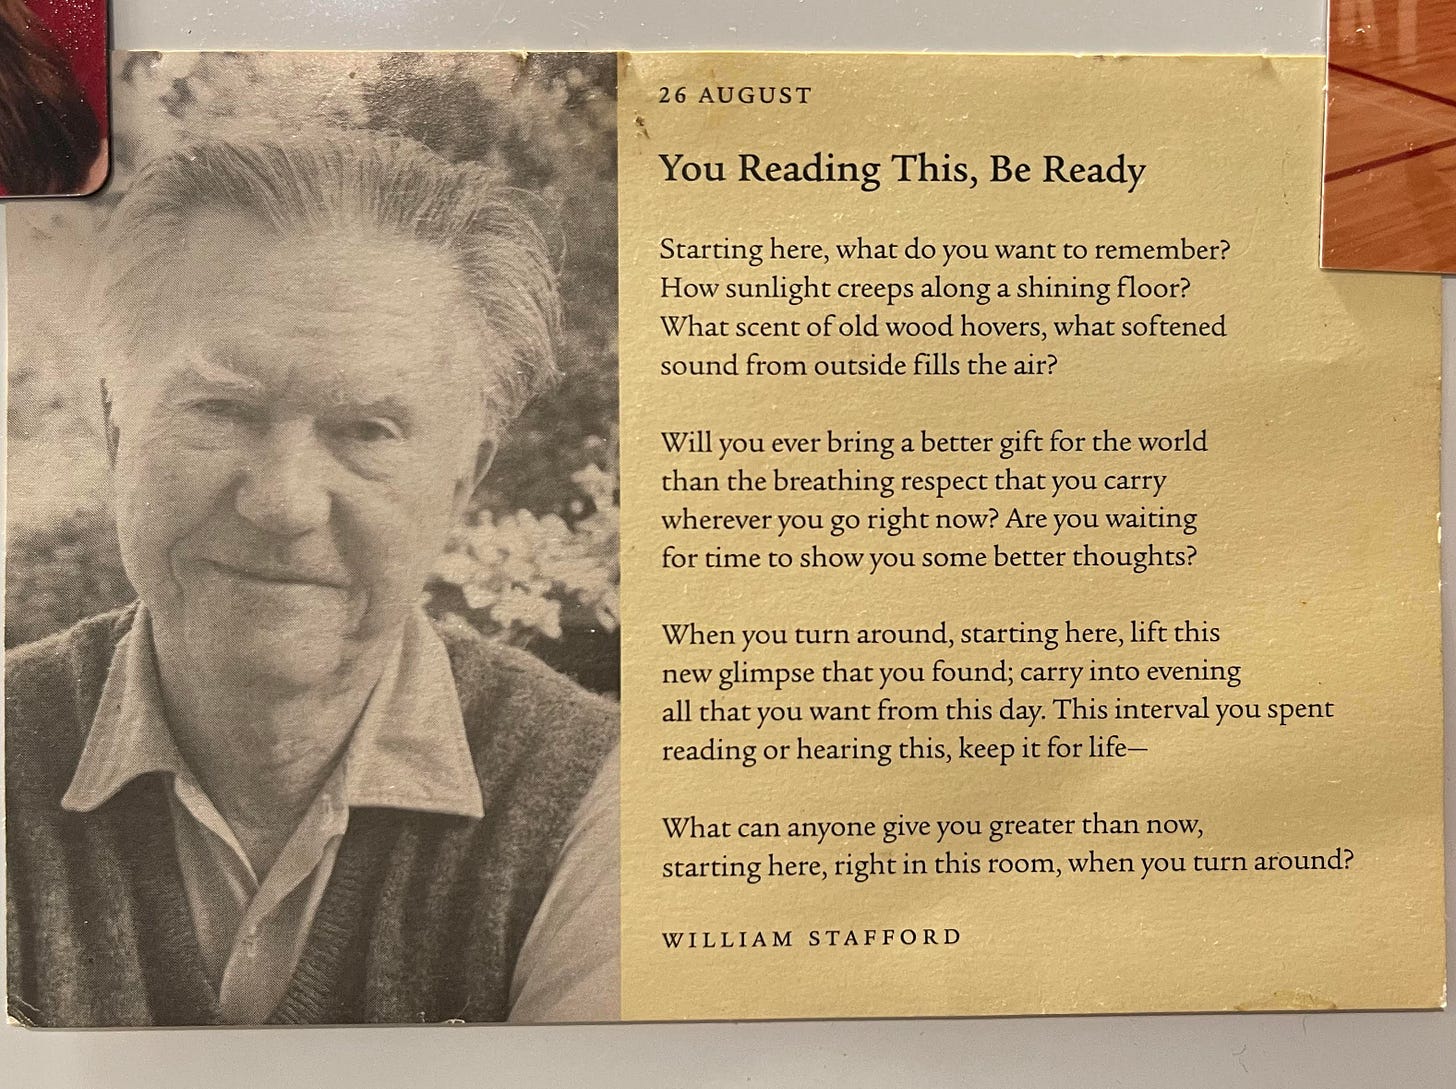 26 AUGUST
You Reading This, Be Ready
Starting here, what do you want to remember?
How sunlight creeps along a shining floor?
What scent of old wood hovers, what softened
sound from outside fills the air?
Will you ever bring a better gift for the world
than the breathing respect that you carry
wherever you go right now? Are you waiting
for time to show you some better thoughts?
When you turn around, starting here, lift this
new glimpse that you found; carry into evening
all that you want from this day. This interval you spent
reading or hearing this, keep it for life—
What can anyone give you greater than now,
starting here, right in this room, when you turn around?
WILLIAM STAFFORD